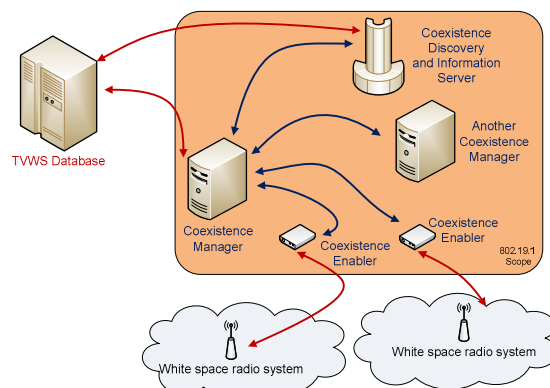 Coexistence
Discovery
and Information
Server
TVWS Database
Another
Coexistence
Manager
Coexistence
Manager
Coexistence
Enabler
Coexistence
Enabler
802.19.1
Scope
White space radio system
White space radio system